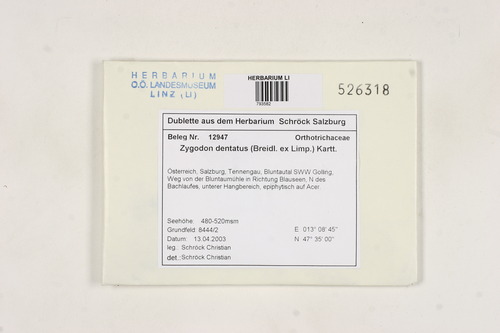 HERBARIUM
O.Ö. LANDESMUSEUM
LINZ (LI)
HERBARIUM LI
793582
526318
Dublette aus dem Herbarium Schröck Salzburg
Beleg Nr. 12947 Orthotrichaceae
Zygodon dentatus (Breidl. ex Limp.) Kartt.
Österreich, Salzburg, Tennengau, Bluntautal SWW Golling,
Weg von der Bluntaumühle in Richtung Blauseen, N des
Bachlaufes, unterer Hangbereich, epiphytisch auf Acer
Seehöhe: 480-520msm
Grundfeld: 8444/2 E 013° 08' 45''
Datum: 13.04.2003 N 47° 35' 00''
leg.: Schröck Christian
det.: Schröck Christian